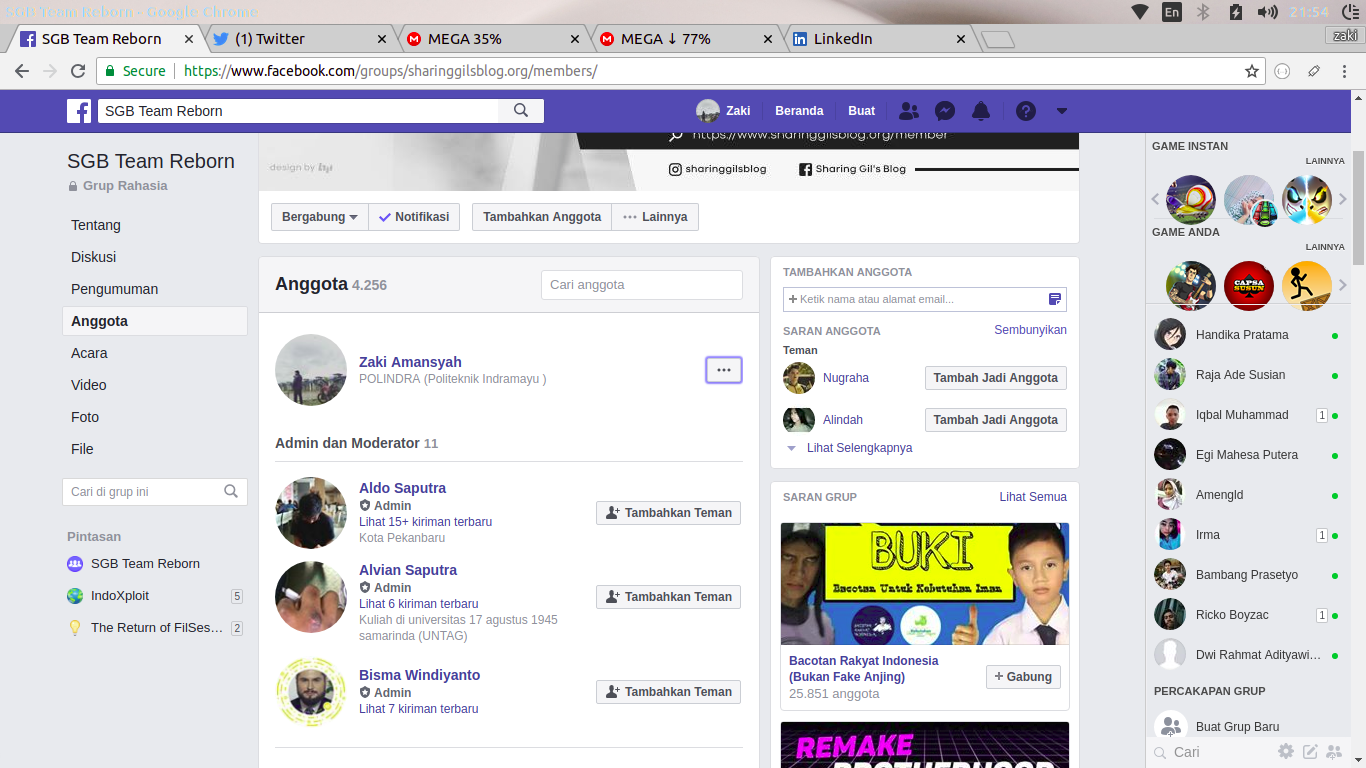 SGB Team Reborn - Google Chrome
En
21:54
SGB Team Reborn
(1) Twitter
MEGA 35%
MEGA ↓ 77%
LinkedIn
zaki
Secure
https://www.facebook.com/groups/sharinggilsblog.org/members/
SGB Team Reborn
Zaki
Beranda
Buat
SGB Team Reborn
Grup Rahasia
Tentang
Diskusi
Pengumuman
Anggota
Acara
Video
Foto
File
Cari di grup ini
Pintasan
SGB Team Reborn
IndoXploit 5
The Return of FilSes... 2
https://www.sharinggilsblog.org/member
design by
sharinggilsblog
Sharing Gil's Blog
Bergabung
Notifikasi
Tambahkan Anggota
Lainnya
Anggota 4.256
Cari anggota
Zaki Amansyah
POLINDRA (Politeknik Indramayu )
Admin dan Moderator 11
Aldo Saputra
Admin
Lihat 15+ kiriman terbaru
Kota Pekanbaru
Tambahkan Teman
Alvian Saputra
Admin
Lihat 6 kiriman terbaru
Kuliah di universitas 17 agustus 1945
samarinda (UNTAG)
Tambahkan Teman
Bisma Windiyanto
Admin
Lihat 7 kiriman terbaru
Tambahkan Teman
TAMBAHKAN ANGGOTA
+ Ketik nama atau alamat email...
SARAN ANGGOTA
Sembunyikan
Teman
Nugraha
Tambah Jadi Anggota
Alindah
Tambah Jadi Anggota
Lihat Selengkapnya
SARAN GRUP
Lihat Semua
BUKI
Bacotan Untuk Kebutuhan Iman
Bacotan Rakyat Indonesia
(Bukan Fake Anjing)
25.851 anggota
+ Gabung
REMAKE
BROTHERHOOD
GAME INSTAN
LAINNYA
GAME ANDA
LAINNYA
CAPSA
SUSUN
Handika Pratama
Raja Ade Susian
Iqbal Muhammad 1
Egi Mahesa Putera
Amengld
Irma 1
Bambang Prasetyo
Ricko Boyzac 1
Dwi Rahmat Adityawi...
PERCAKAPAN GRUP
Buat Grup Baru
Cari